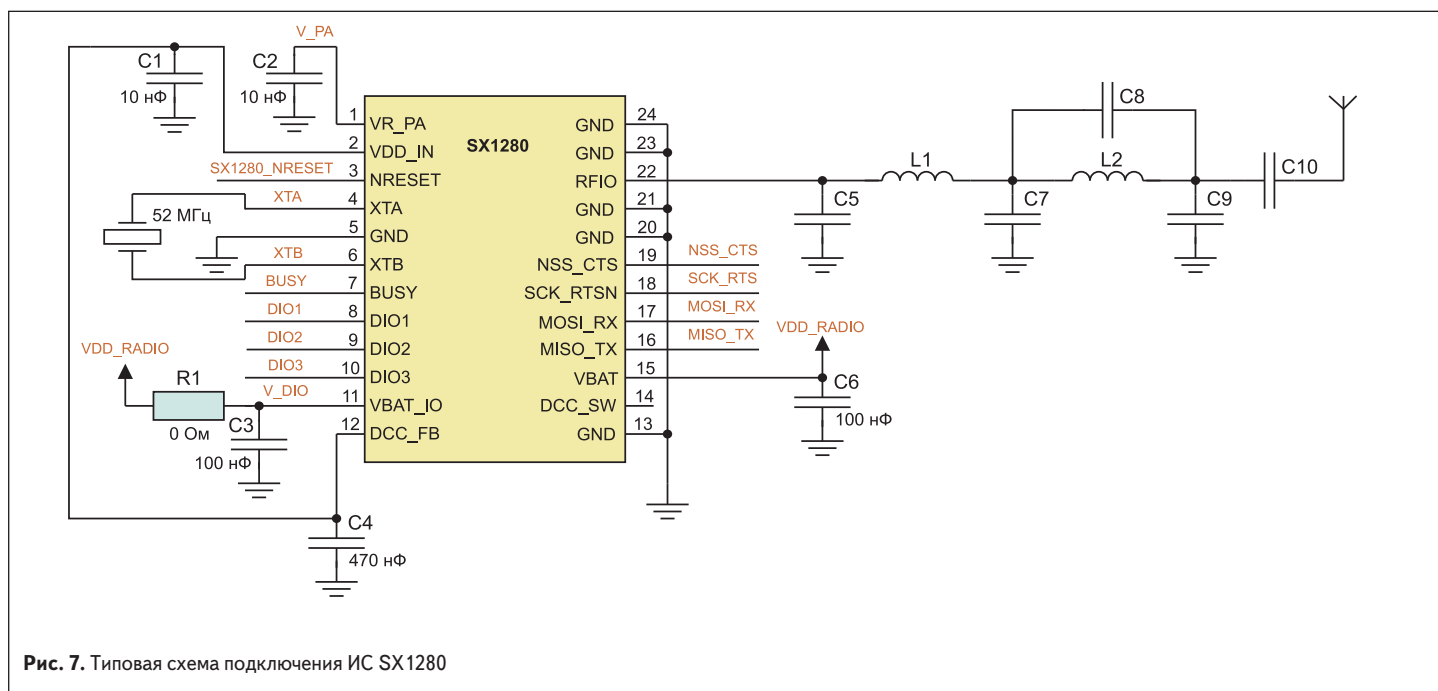 V_PA
C1
10 нФ
C2
10 нФ
SX1280
1 VR_PA
2 VDD_IN
SX1280_NRESET 3 NRESET
XTA 4 XTA
52 МГц
5 GND
XTB 6 XTB
BUSY 7 BUSY
DIO1 8 DIO1
DIO2 9 DIO2
DIO3 10 DIO3
VDD_RADIO
R1
0 Ом
V_DIO 11 VBAT_IO
C3
100 нФ
12 DCC_FB
C4
470 нФ
GND 24
GND 23
RFIO 22
GND 21
GND 20
NSS_CTS 19 NSS_CTS
SCK_RTSN 18 SCK_RTS
MOSI_RX 17 MOSI_RX
MISO_TX 16 MISO_TX
VBAT 15
DCC_SW 14
GND 13
VDD_RADIO
C6
100 нФ
C5
L1
C7
C8
L2
C9
C10
Рис. 7. Типовая схема подключения ИС SX1280